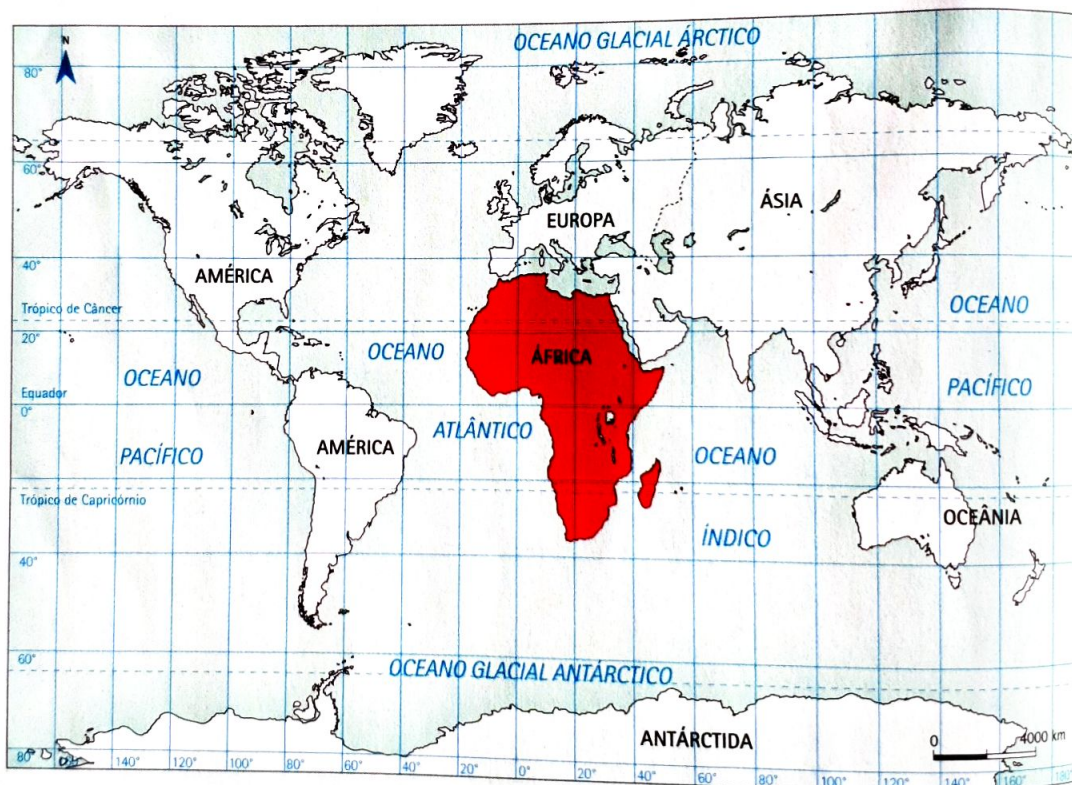 N
OCEANO GLACIAL ÁRCTICO
80°
60°
EUROPA
ÁSIA
AMÉRICA
40°
OCEANO
Trópico de Câncer
20°
OCEANO
ÁFRICA
OCEANO
PACÍFICO
Equador
0°
ATLÂNTICO
AMÉRICA
PACÍFICO
OCEANO
Trópico de Capricórnio
OCEÂNIA
ÍNDICO
40°
60°
OCEANO GLACIAL ANTÁRCTICO
ANTÁRCTIDA
0 4000 km
80°
140° 120° 100° 80° 60° 40° 20° 0° 20° 40° 60° 80° 100° 120° 140° 160° 180°